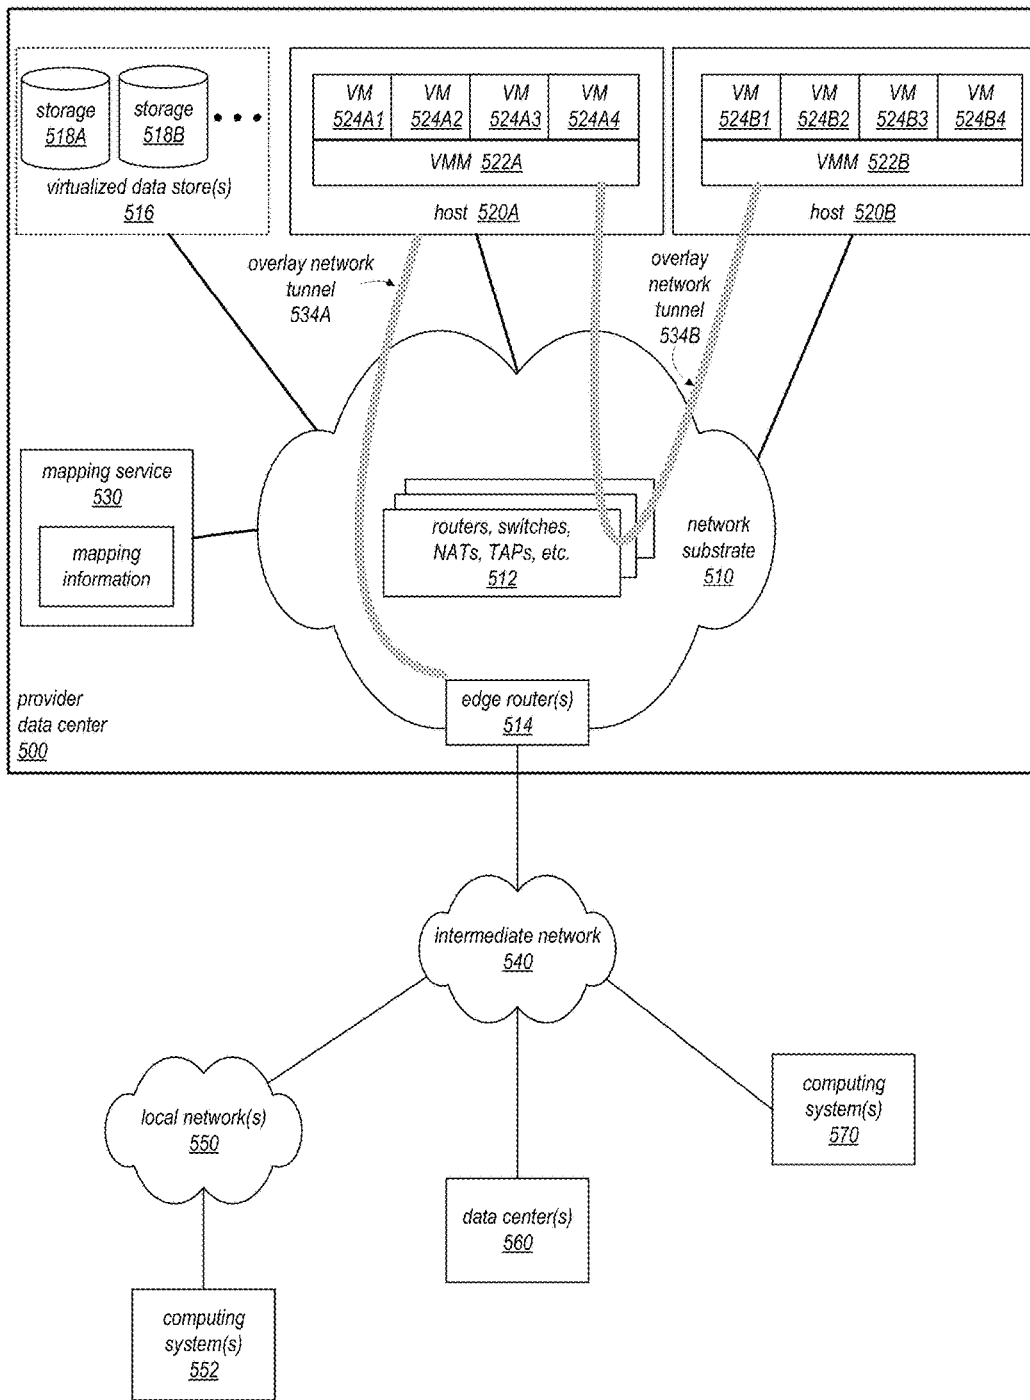 storage
518A
storage
518B
virtualized data store(s)
516
VM
524A1
VM
524A2
VM
524A3
VM
524A4
VMM 522A
host 520A
VM
524B1
VM
524B2
VM
524B3
VM
524B4
VMM 522B
host 520B
overlay network
tunnel
534A
overlay
network
tunnel
534B
mapping service
530
mapping
information
routers, switches,
NATs, TAPs, etc.
512
network
substrate
510
provider
data center
500
edge router(s)
514
intermediate network
540
local network(s)
550
computing
system(s)
570
data center(s)
560
computing
system(s)
552